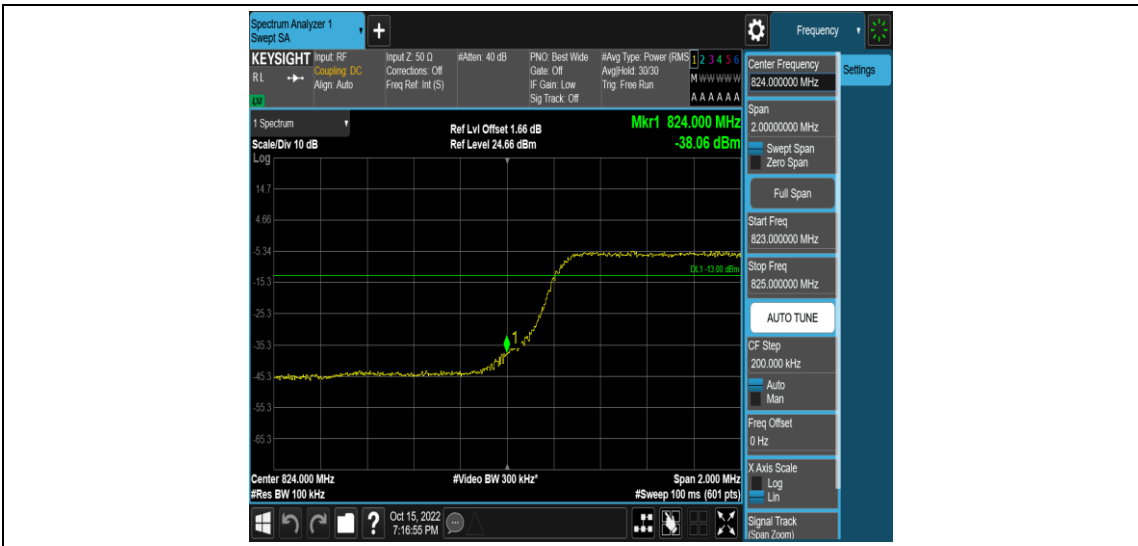 Spectrum Analyzer 1
Swept SA
+
Frequency
KEYSIGHT
RL
Input: RF
Coupling: DC
Align: Auto
Input Z: 50 Ω
Corrections: Off
Freq Ref: Int (S)
#Atten: 40 dB
PNO: Best Wide
Gate: Off
IF Gain: Low
Sig Track: Off
#Avg Type: Power (RMS
Avg|Hold: 30/30
Trig: Free Run
1 2 3 4 5 6
M W W W W W
A A A A A A
Center Frequency
824.000000 MHz
Settings
Span
2.00000000 MHz
Swept Span
Zero Span
Full Span
Start Freq
823.000000 MHz
Stop Freq
825.000000 MHz
AUTO TUNE
CF Step
200.000 kHz
Auto
Man
Freq Offset
0 Hz
X Axis Scale
Log
Lin
Signal Track
(Span Zoom)
1 Spectrum
Scale/Div 10 dB
Log
Ref Lvl Offset 1.66 dB
Ref Level 24.66 dBm
Mkr1 824.000 MHz
-38.06 dBm
14.7
4.66
-5.34
DL1 -13.00 dBm
-15.3
-25.3
1
-35.3
-45.3
-55.3
-65.3
Center 824.000 MHz
#Video BW 300 kHz*
Span 2.000 MHz
#Res BW 100 kHz
#Sweep 100 ms (601 pts)
?
Oct 15, 2022
7:16:55 PM